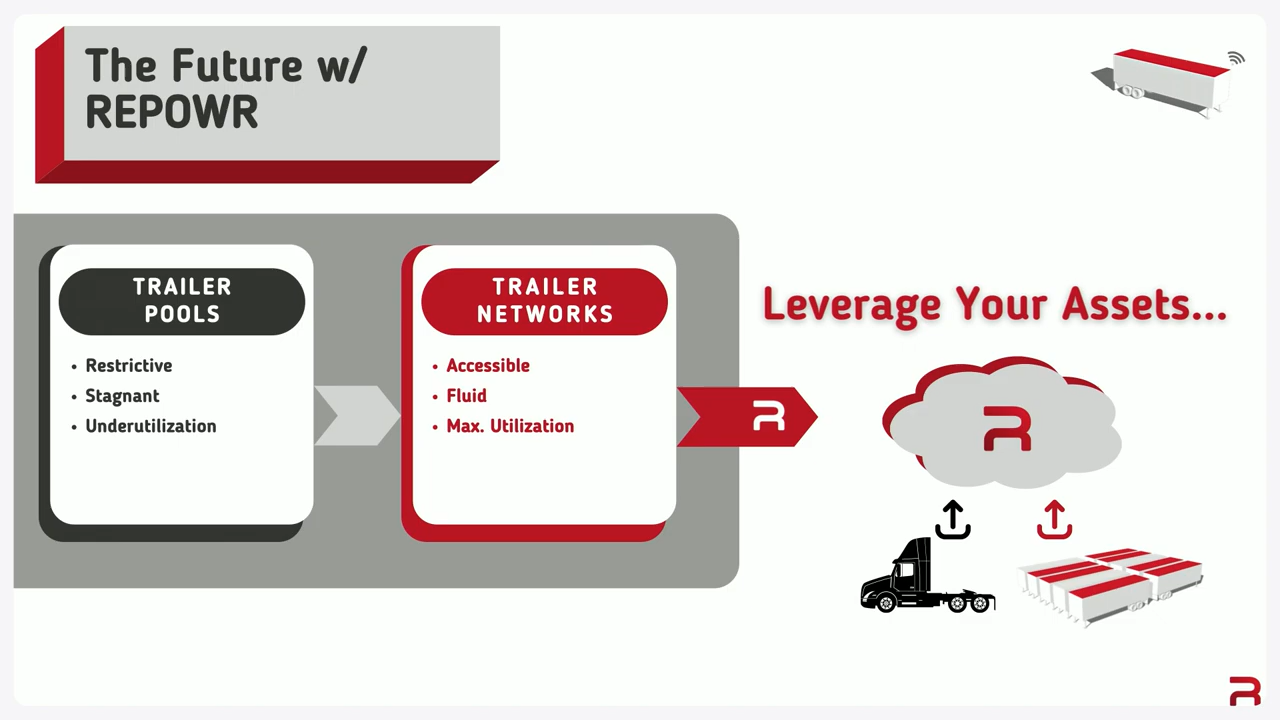 The Future w/
REPOWR
TRAILER
POOLS
• Restrictive
• Stagnant
• Underutilization
TRAILER
NETWORKS
• Accessible
• Fluid
• Max. Utilization
Leverage Your Assets...